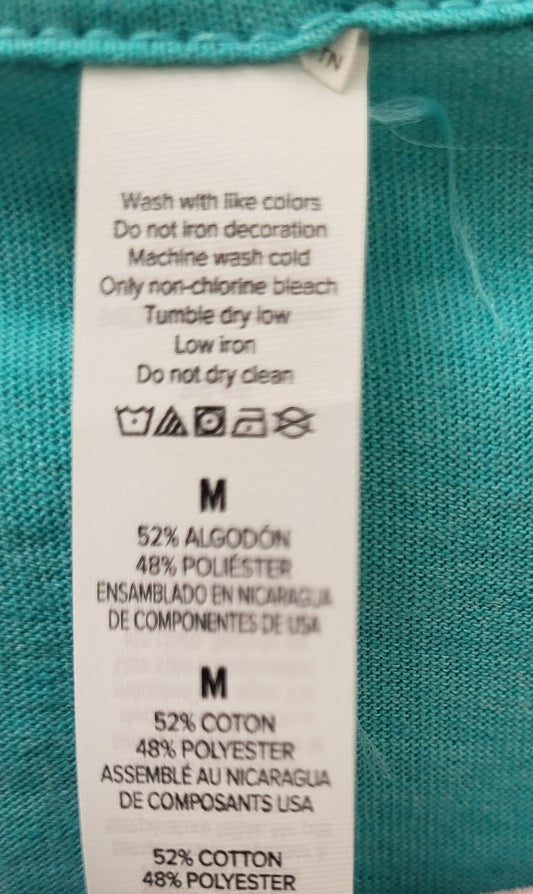 TN
Wash with like colors
Do not iron decoration
Machine wash cold
Only non-chlorine bleach
Tumble dry low
Low iron
Do not dry clean
M
52% ALGODÓN
48% POLIÉSTER
ENSAMBLADO EN NICARAGUA
DE COMPONENTES DE USA
M
52% COTON
48% POLYESTER
ASSEMBLÉ AU NICARAGUA
DE COMPOSANTS USA
52% COTTON
48% POLYESTER